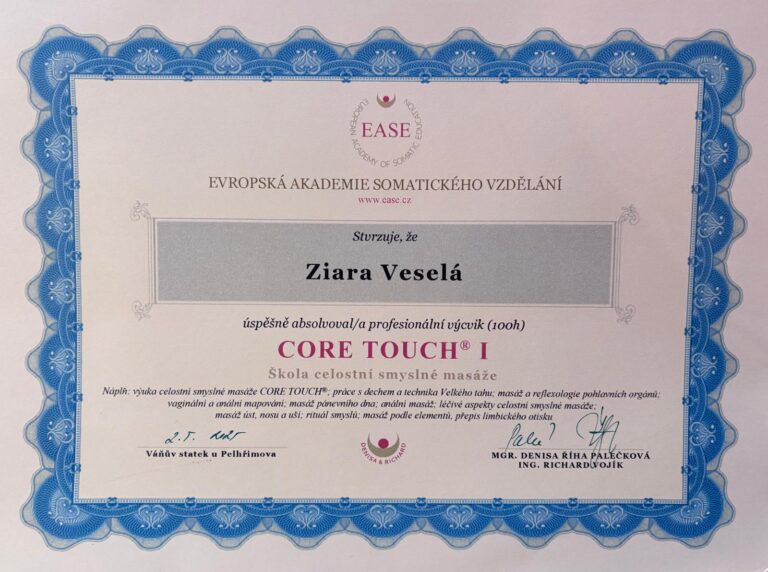 EASE
EUROPEAN ACADEMY OF SOMATIC EDUCATION
EVROPSKÁ AKADEMIE SOMATICKÉHO VZDĚLÁNÍ
www.ease.cz
Stvrzuje, že
Ziara Veselá
úspěšně absolvoval/a profesionální výcvik (100h)
CORE TOUCH® I
Škola celostní smyslné masáže
Náplň: výuka celostní smyslné masáže CORE TOUCH®; práce s dechem a technika Velkého tahu; masáž a reflexologie pohlavních orgánů;
vaginální a anální mapování; masáž pánevního dna; anální masáž; léčivé aspekty celostní smyslné masáže;
masáž úst, nosu a uší; rituál smyslů; masáž podle elementů, přepis limbického otisku
Váňův statek u Pelhřimova
DENISA & RICHARD
MGR. DENISA ŘÍHA PALEČKOVÁ
ING. RICHARD VOJÍK